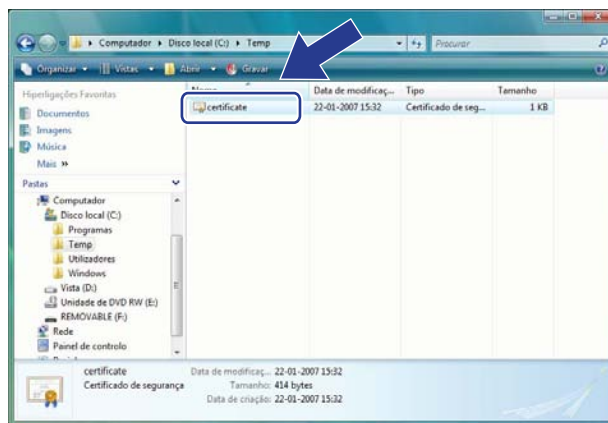 Computador ▸ Disco local (C:) ▸ Temp
Procurar
Organizar Vistas Abrir Gravar
Hiperligações Favoritas
Documentos
Imagens
Música
Mais »
Pastas
Computador
Disco local (C:)
Programas
Temp
Utilizadores
Windows
Vista (D:)
Unidade de DVD RW (E:)
REMOVABLE (F:)
Rede
Painel de controlo
Data de modificaç... Tipo Tamanho
certificate 22-01-2007 15:32 Certificado de seg... 1 KB
certificate Data de modificaç... 22-01-2007 15:32
Certificado de segurança Tamanho: 414 bytes
Data de criação: 22-01-2007 15:32